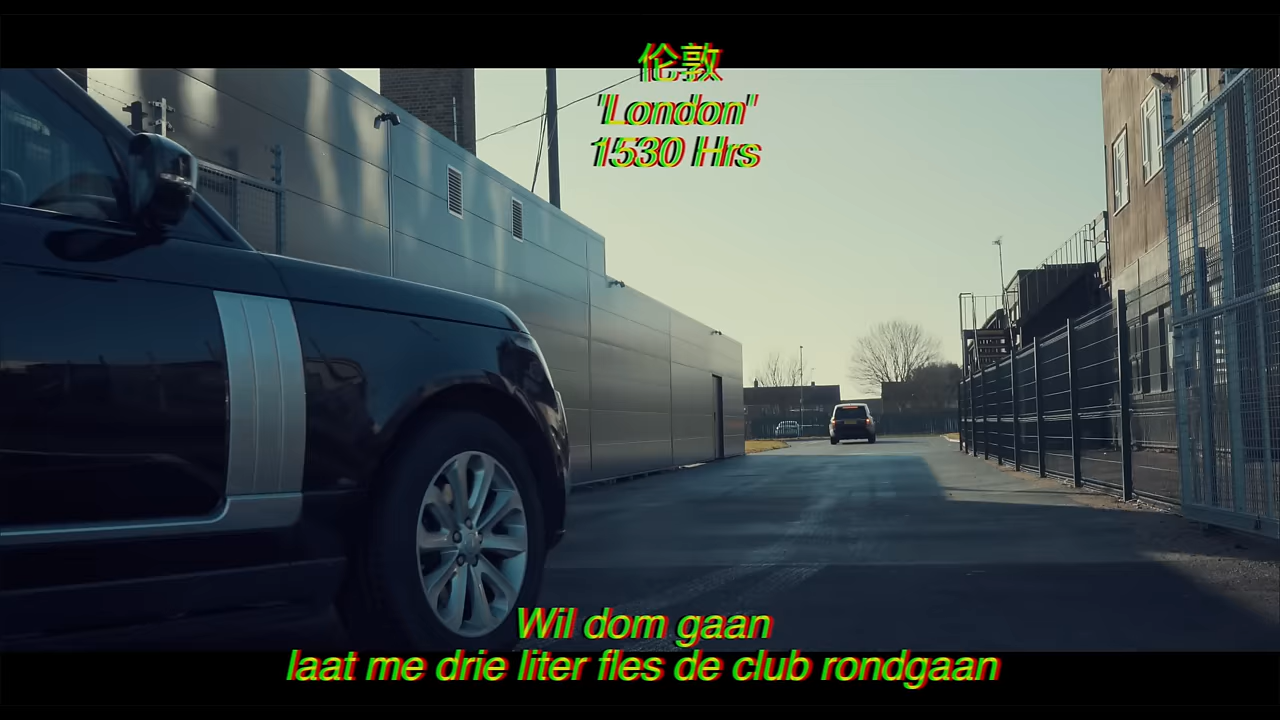 伦敦
'London"
1530 Hrs
Wil dom gaan
laat me drie liter fles de club rondgaan